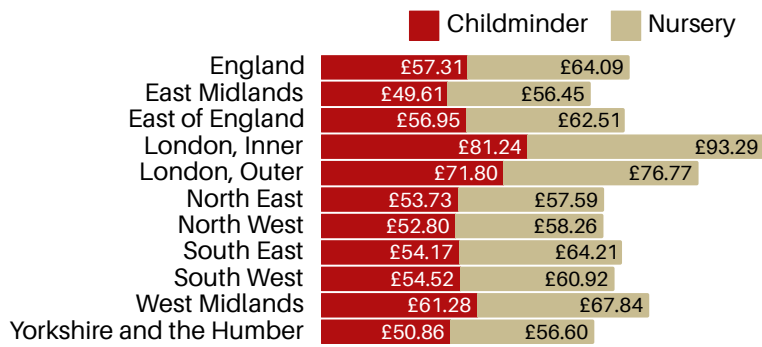 Childminder Nursery
England £57.31 £64.09
East Midlands £49.61 £56.45
East of England £56.95 £62.51
London, Inner £81.24 £93.29
London, Outer £71.80 £76.77
North East £53.73 £57.59
North West £52.80 £58.26
South East £54.17 £64.21
South West £54.52 £60.92
West Midlands £61.28 £67.84
Yorkshire and the Humber £50.86 £56.60